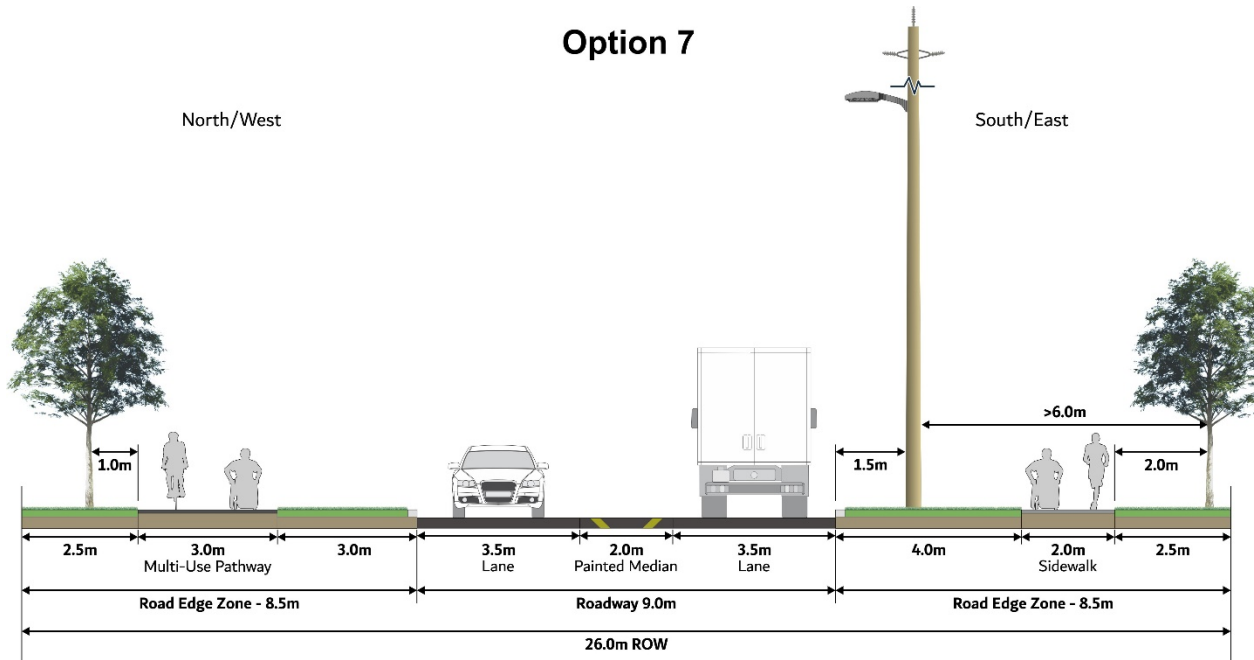 Option 7
North/West
South/East
>6.0m
1.0m
1.5m
2.0m
2.5m
3.0m
3.0m
3.5m
2.0m
3.5m
4.0m
2.0m
2.5m
Multi-Use Pathway
Lane
Painted Median
Lane
Sidewalk
Road Edge Zone - 8.5m
Roadway 9.0m
Road Edge Zone - 8.5m
26.0m ROW